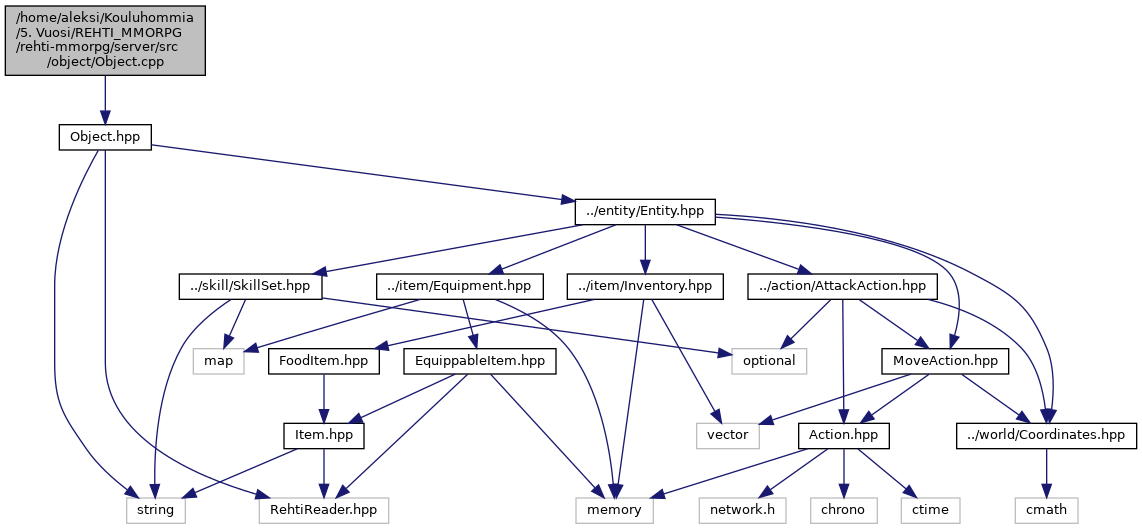 /home/aleksi/Kouluhommia
/5. Vuosi/REHTI_MMORPG
/rehti-mmorpg/server/src
/object/Object.cpp
Object.hpp
../entity/Entity.hpp
../skill/SkillSet.hpp
../item/Equipment.hpp
../item/Inventory.hpp
../action/AttackAction.hpp
map
FoodItem.hpp
EquippableItem.hpp
optional
MoveAction.hpp
Item.hpp
vector
Action.hpp
../world/Coordinates.hpp
string
RehtiReader.hpp
memory
network.h
chrono
ctime
cmath